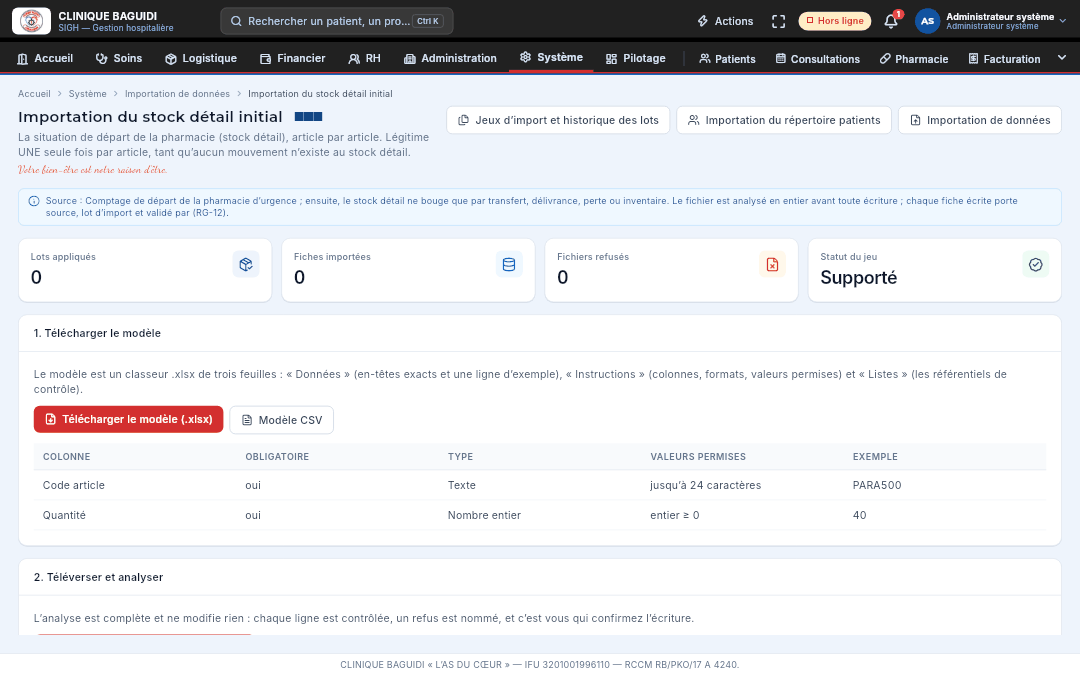 CLINIQUE BAGUIDI
SIGH — Gestion hospitalière
Rechercher un patient, un pro... Ctrl K
Actions
Hors ligne
1
AS
Administrateur système
Administrateur système
Accueil
Soins
Logistique
Financier
RH
Administration
Système
Pilotage
Patients
Consultations
Pharmacie
Facturation
Accueil > Système > Importation de données > Importation du stock détail initial
Importation du stock détail initial
La situation de départ de la pharmacie (stock détail), article par article. Légitime
UNE seule fois par article, tant qu'aucun mouvement n'existe au stock détail.
Votre bien-être est notre raison d'être.
Jeux d'import et historique des lots
Importation du répertoire patients
Importation de données
Source : Comptage de départ de la pharmacie d'urgence ; ensuite, le stock détail ne bouge que par transfert, délivrance, perte ou inventaire. Le fichier est analysé en entier avant toute écriture ; chaque fiche écrite porte
source, lot d'import et validé par (RG-12).
Lots appliqués
0
Fiches importées
0
Fichiers refusés
0
Statut du jeu
Supporté
1. Télécharger le modèle
Le modèle est un classeur .xlsx de trois feuilles : « Données » (en-têtes exacts et une ligne d'exemple), « Instructions » (colonnes, formats, valeurs permises) et « Listes » (les référentiels de
contrôle).
Télécharger le modèle (.xlsx)
Modèle CSV
COLONNE OBLIGATOIRE TYPE VALEURS PERMISES EXEMPLE
Code article oui Texte jusqu'à 24 caractères PARA500
Quantité oui Nombre entier entier ≥ 0 40
2. Téléverser et analyser
L'analyse est complète et ne modifie rien : chaque ligne est contrôlée, un refus est nommé, et c'est vous qui confirmez l'écriture.
CLINIQUE BAGUIDI « L'AS DU CŒUR » — IFU 3201001996110 — RCCM RB/PKO/17 A 4240.